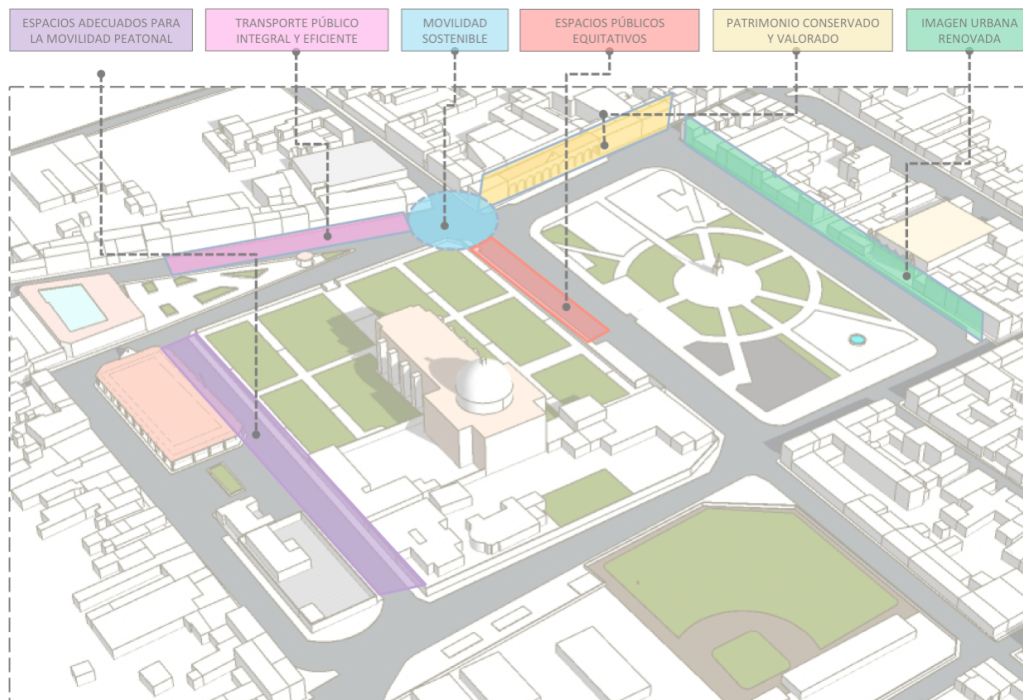 ESPACIOS ADECUADOS PARA
LA MOVILIDAD PEATONAL
TRANSPORTE PÚBLICO
INTEGRAL Y EFICIENTE
MOVILIDAD
SOSTENIBLE
ESPACIOS PÚBLICOS
EQUITATIVOS
PATRIMONIO CONSERVADO
Y VALORADO
IMAGEN URBANA
RENOVADA